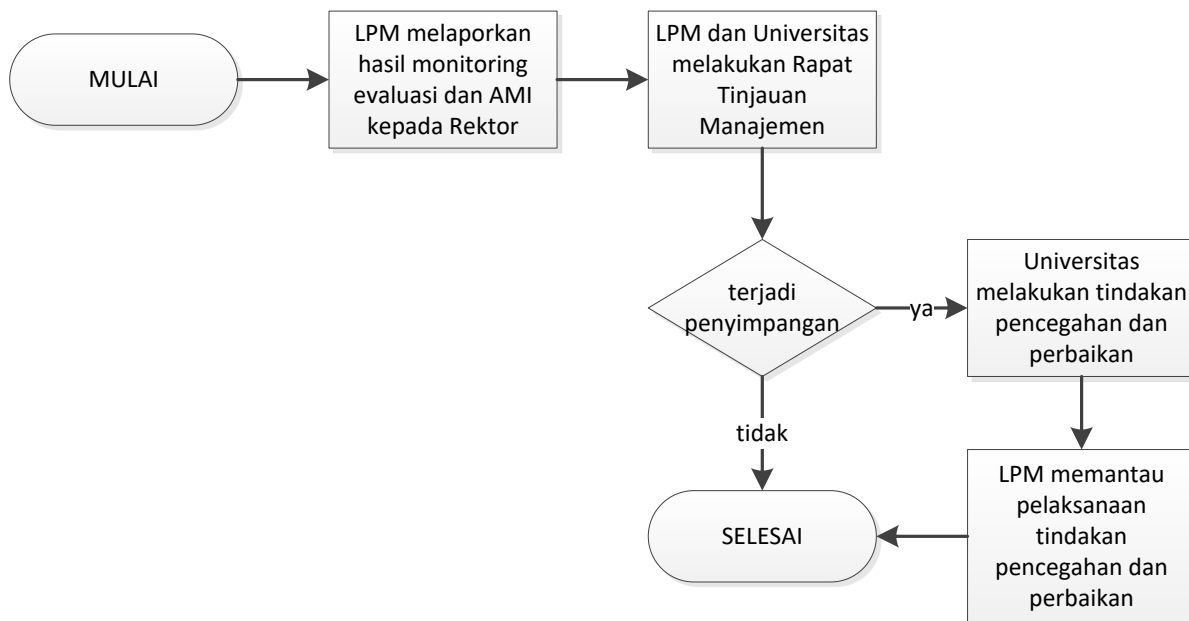 MULAI
LPM melaporkan
hasil monitoring
evaluasi dan AMI
kepada Rektor
LPM dan Universitas
melakukan Rapat
Tinjauan
Manajemen
terjadi
penyimpangan
ya
Universitas
melakukan tindakan
pencegahan dan
perbaikan
tidak
LPM memantau
pelaksanaan
tindakan
pencegahan dan
perbaikan
SELESAI